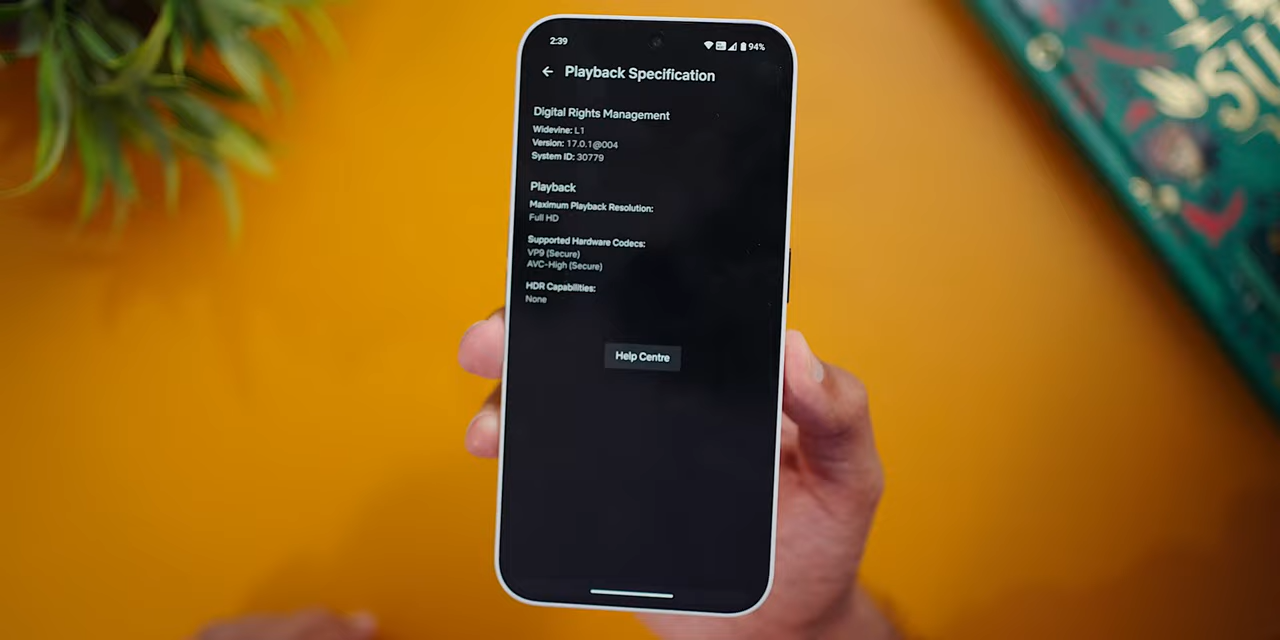 2:39
94%
Playback Specification
Digital Rights Management
Widevine: L1
Version: 17.0.1@004
System ID: 30779
Playback
Maximum Playback Resolution:
Full HD
Supported Hardware Codecs:
VP9 (Secure)
AVC-High (Secure)
HDR Capabilities:
None
Help Centre